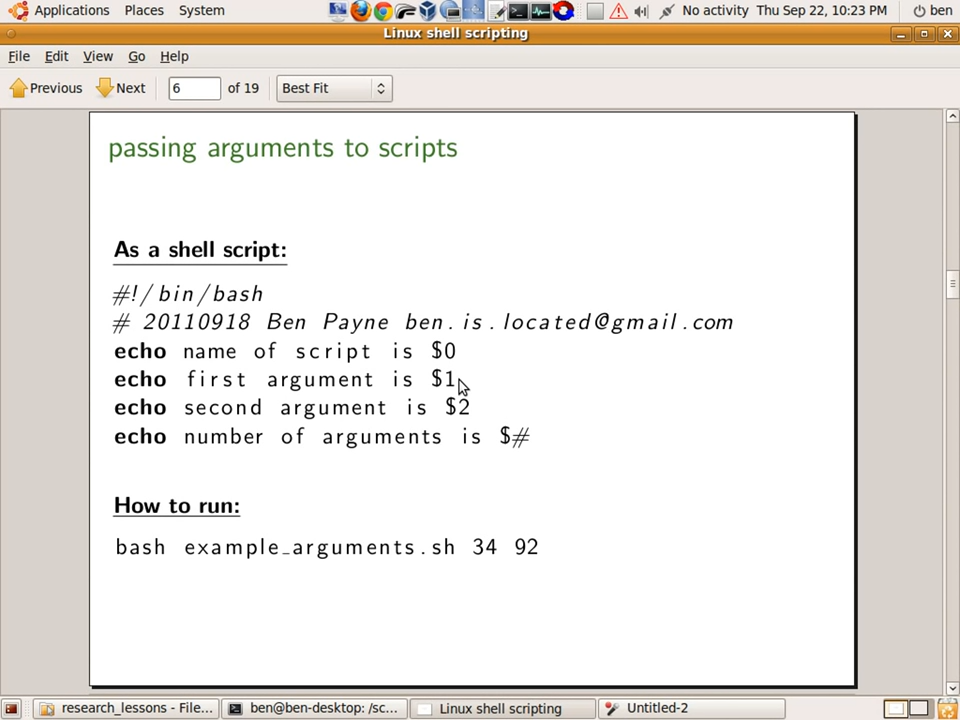 Applications Places System No activity Thu Sep 22, 10:23 PM ben
Linux shell scripting
File Edit View Go Help
Previous Next 6 of 19 Best Fit
passing arguments to scripts
As a shell script:
#!/bin/bash
# 20110918 Ben Payne ben.is.located@gmail.com
echo name of script is $0
echo first argument is $1
echo second argument is $2
echo number of arguments is $#
How to run:
bash example_arguments.sh 34 92
research_lessons - File... ben@ben-desktop: /sc... Linux shell scripting Untitled-2